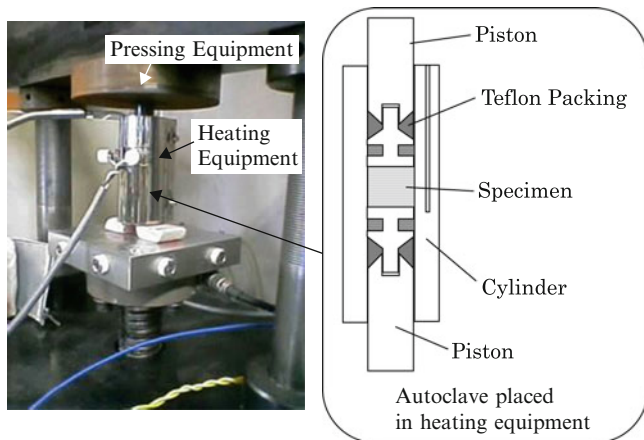 Pressing Equipment
Heating
Equipment
Piston
Teflon Packing
Specimen
Cylinder
Piston
Autoclave placed
in heating equipment